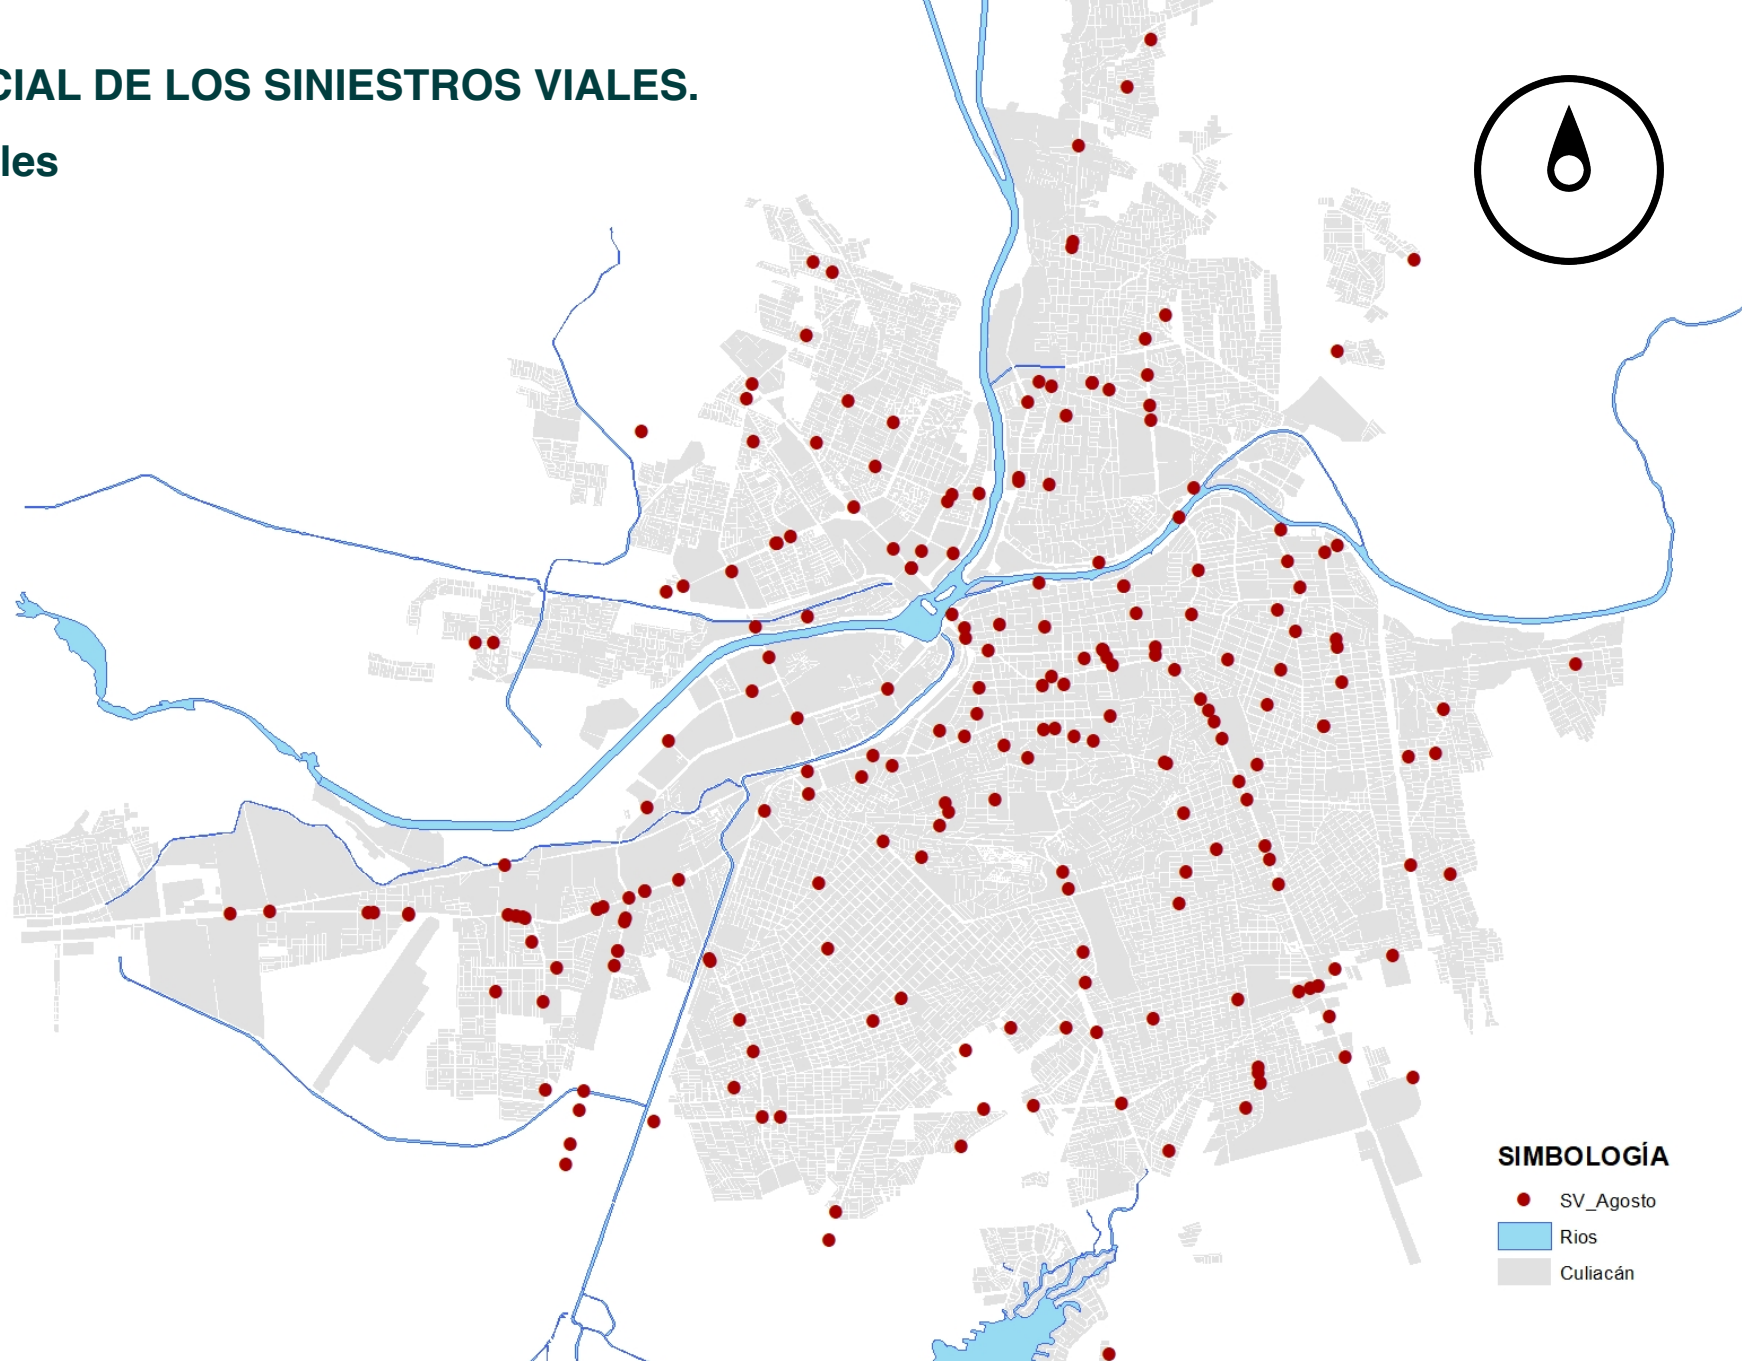 CIAL DE LOS SINIESTROS VIALES.
les
SIMBOLOGÍA
SV_Agosto
Rios
Culiacán